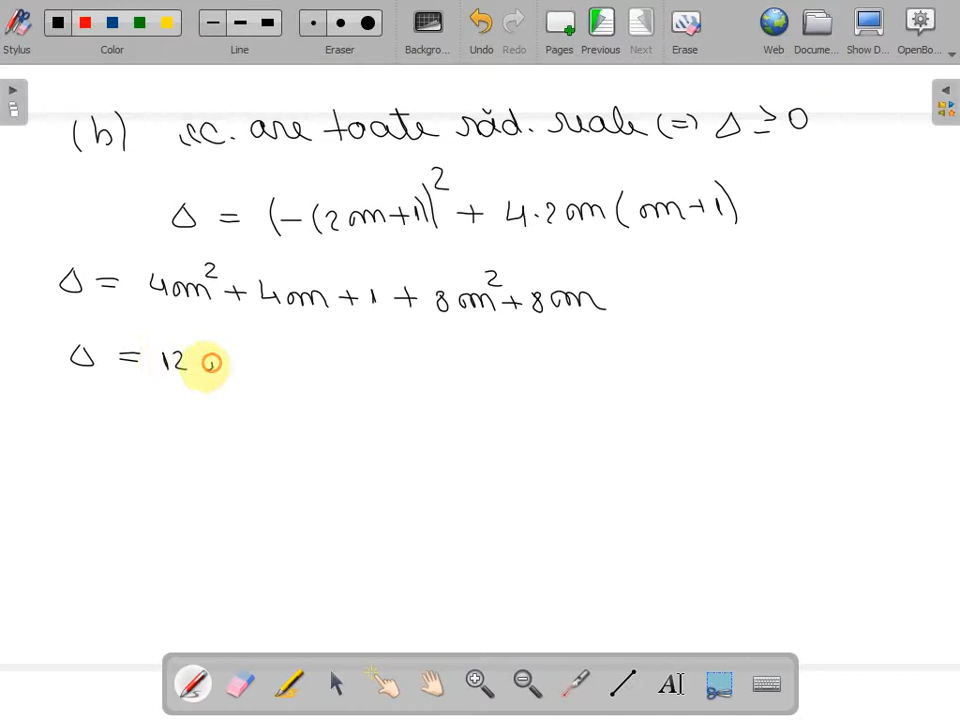 Stylus Color Line Eraser Backgro... Undo Redo Pages Previous Next Erase Web Docume... Show D... OpenBo...
(b) ec. are toate răd. reale (=) Δ ≥ 0
Δ = (-(2m+1))² + 4·2m(m+1)
Δ = 4m² + 4m + 1 + 8m² + 8m
Δ = 12